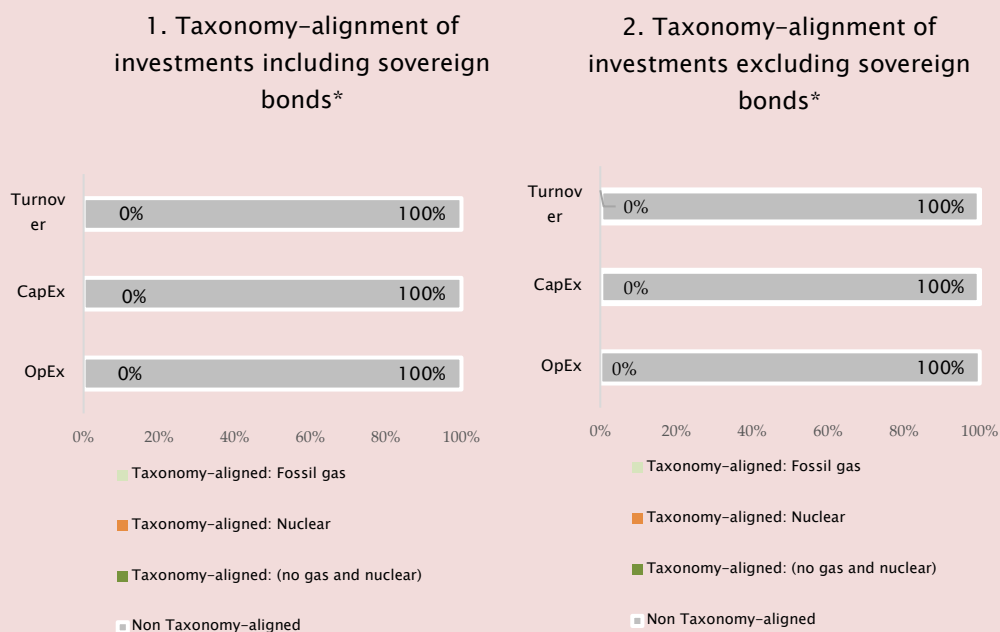 1. Taxonomy-alignment of
investments including sovereign
bonds*
Turnov
er
0%
100%
CapEx
0%
100%
OpEx
0%
100%
0%
20%
40%
60%
80%
100%
Taxonomy-aligned: Fossil gas
Taxonomy-aligned: Nuclear
Taxonomy-aligned: (no gas and nuclear)
Non Taxonomy-aligned
2. Taxonomy-alignment of
investments excluding sovereign
bonds*
Turnov
er
0%
100%
CapEx
0%
100%
OpEx
0%
100%
0%
20%
40%
60%
80%
100%
Taxonomy-aligned: Fossil gas
Taxonomy-aligned: Nuclear
Taxonomy-aligned: (no gas and nuclear)
Non Taxonomy-aligned